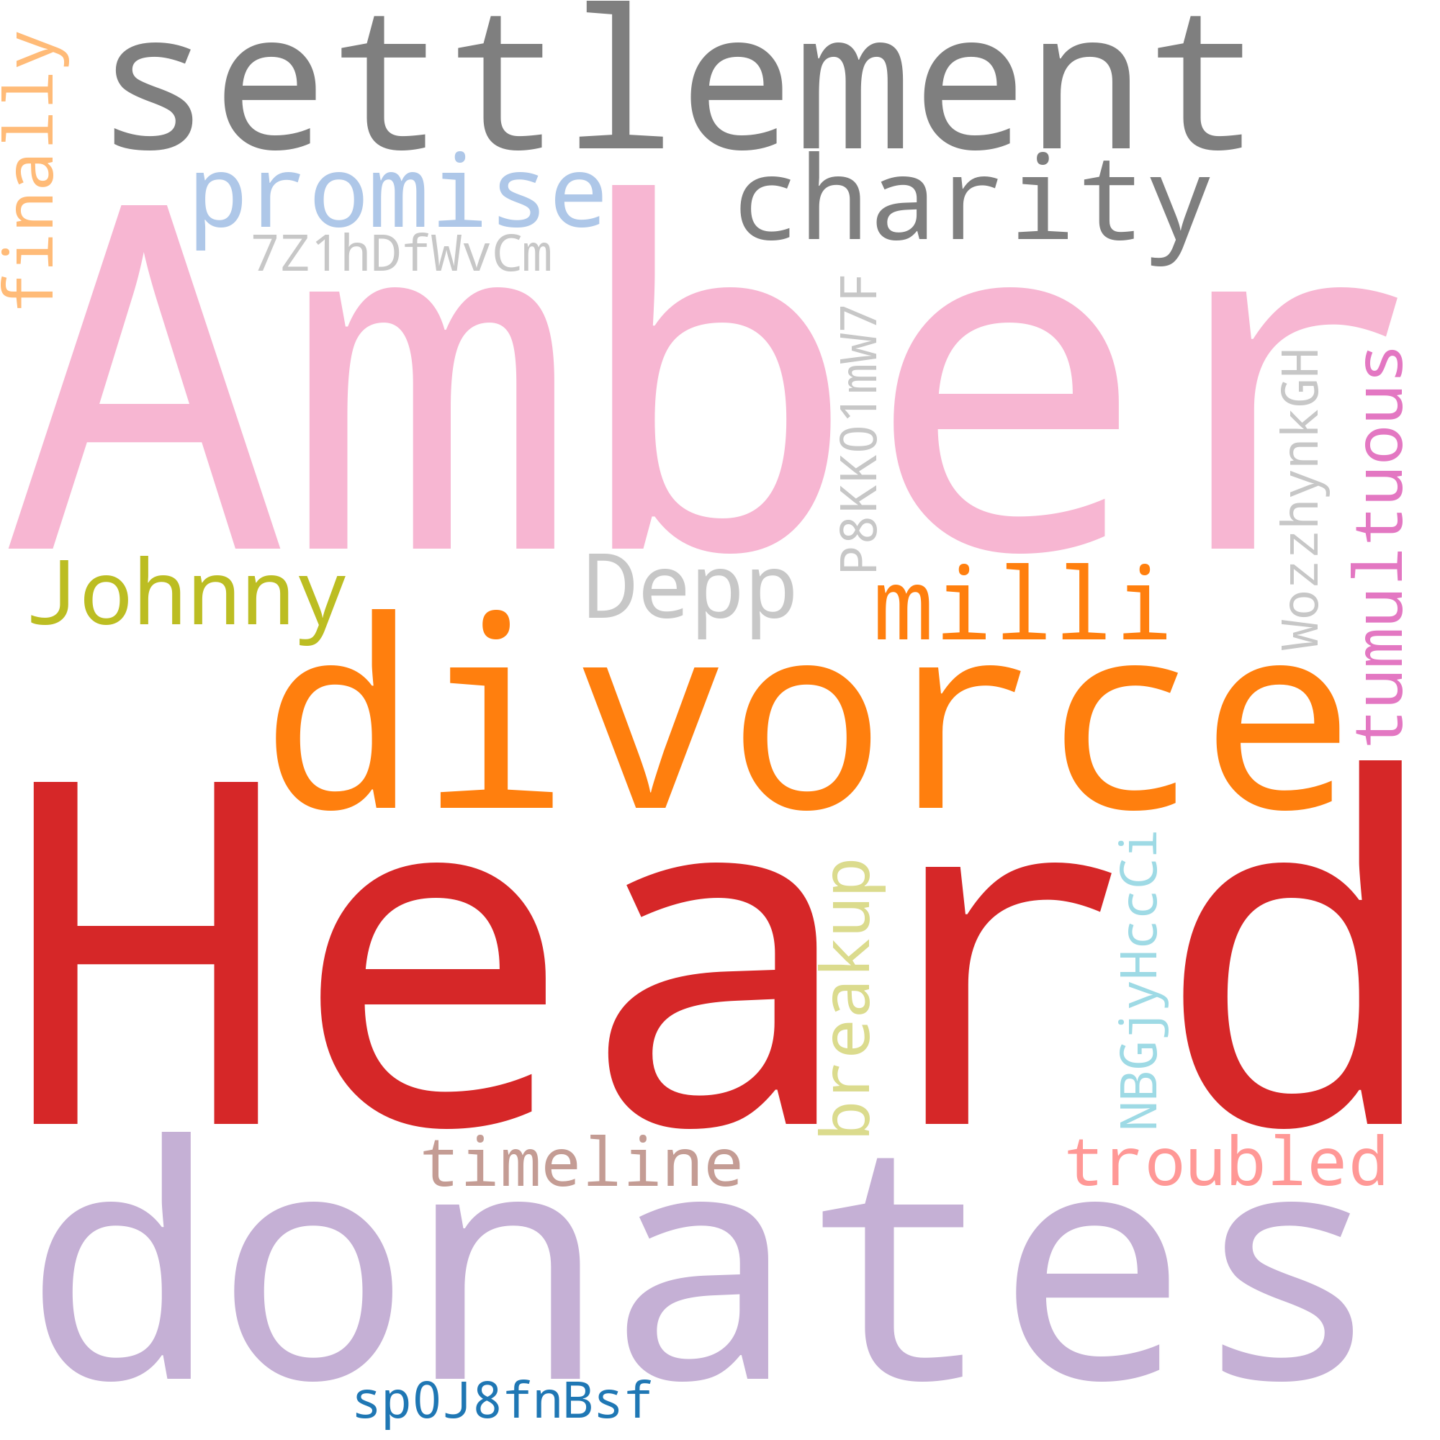 settlement
finally
promise
charity
7Z1hDfWvCm
Amber
P8KKO1mW7F
WozzhynkGH
tumultuous
Johnny
Depp
milli
divorce
Heard
breakup
NBGjyHccCi
timeline
troubled
donates
sp0J8fnBsf